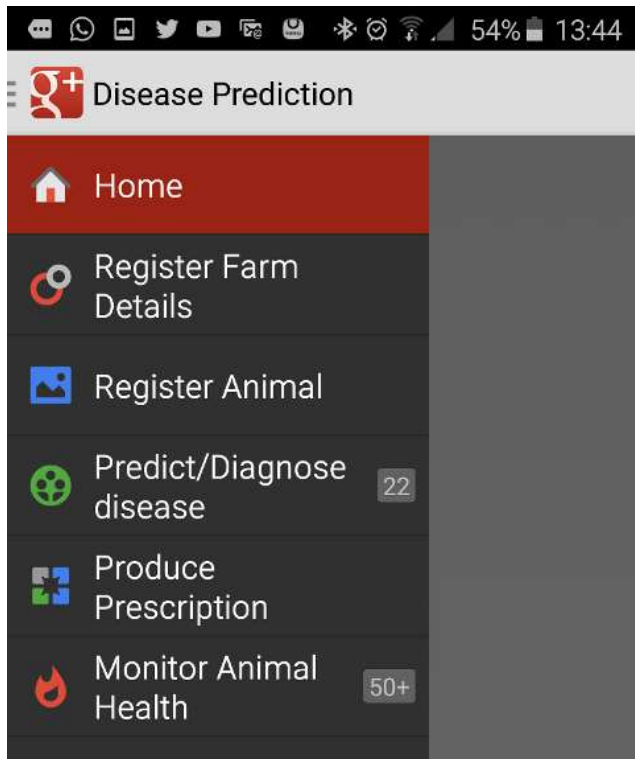 54% 13:44
g+ Disease Prediction
Home
Register Farm
Details
Register Animal
Predict/Diagnose
disease
22
Produce
Prescription
Monitor Animal
Health
50+